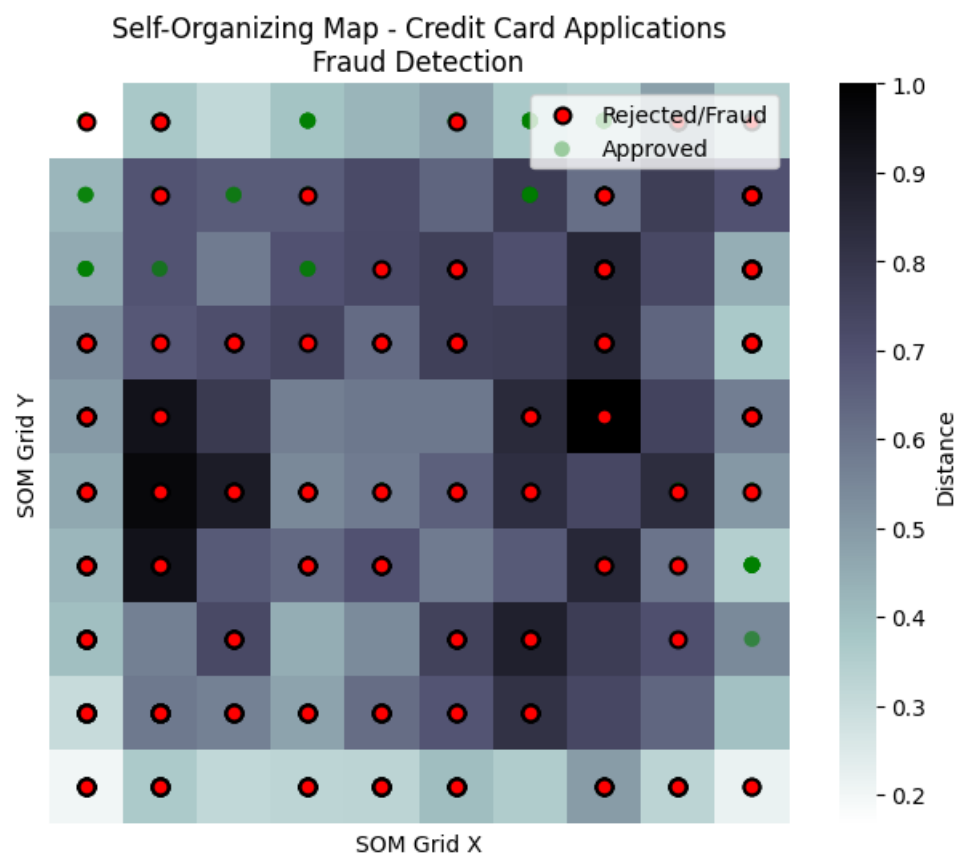 Self-Organizing Map - Credit Card Applications
Fraud Detection
Rejected/Fraud
Approved
1.0
0.9
0.8
0.7
0.6
0.5
0.4
0.3
0.2
Distance
SOM Grid Y
SOM Grid X